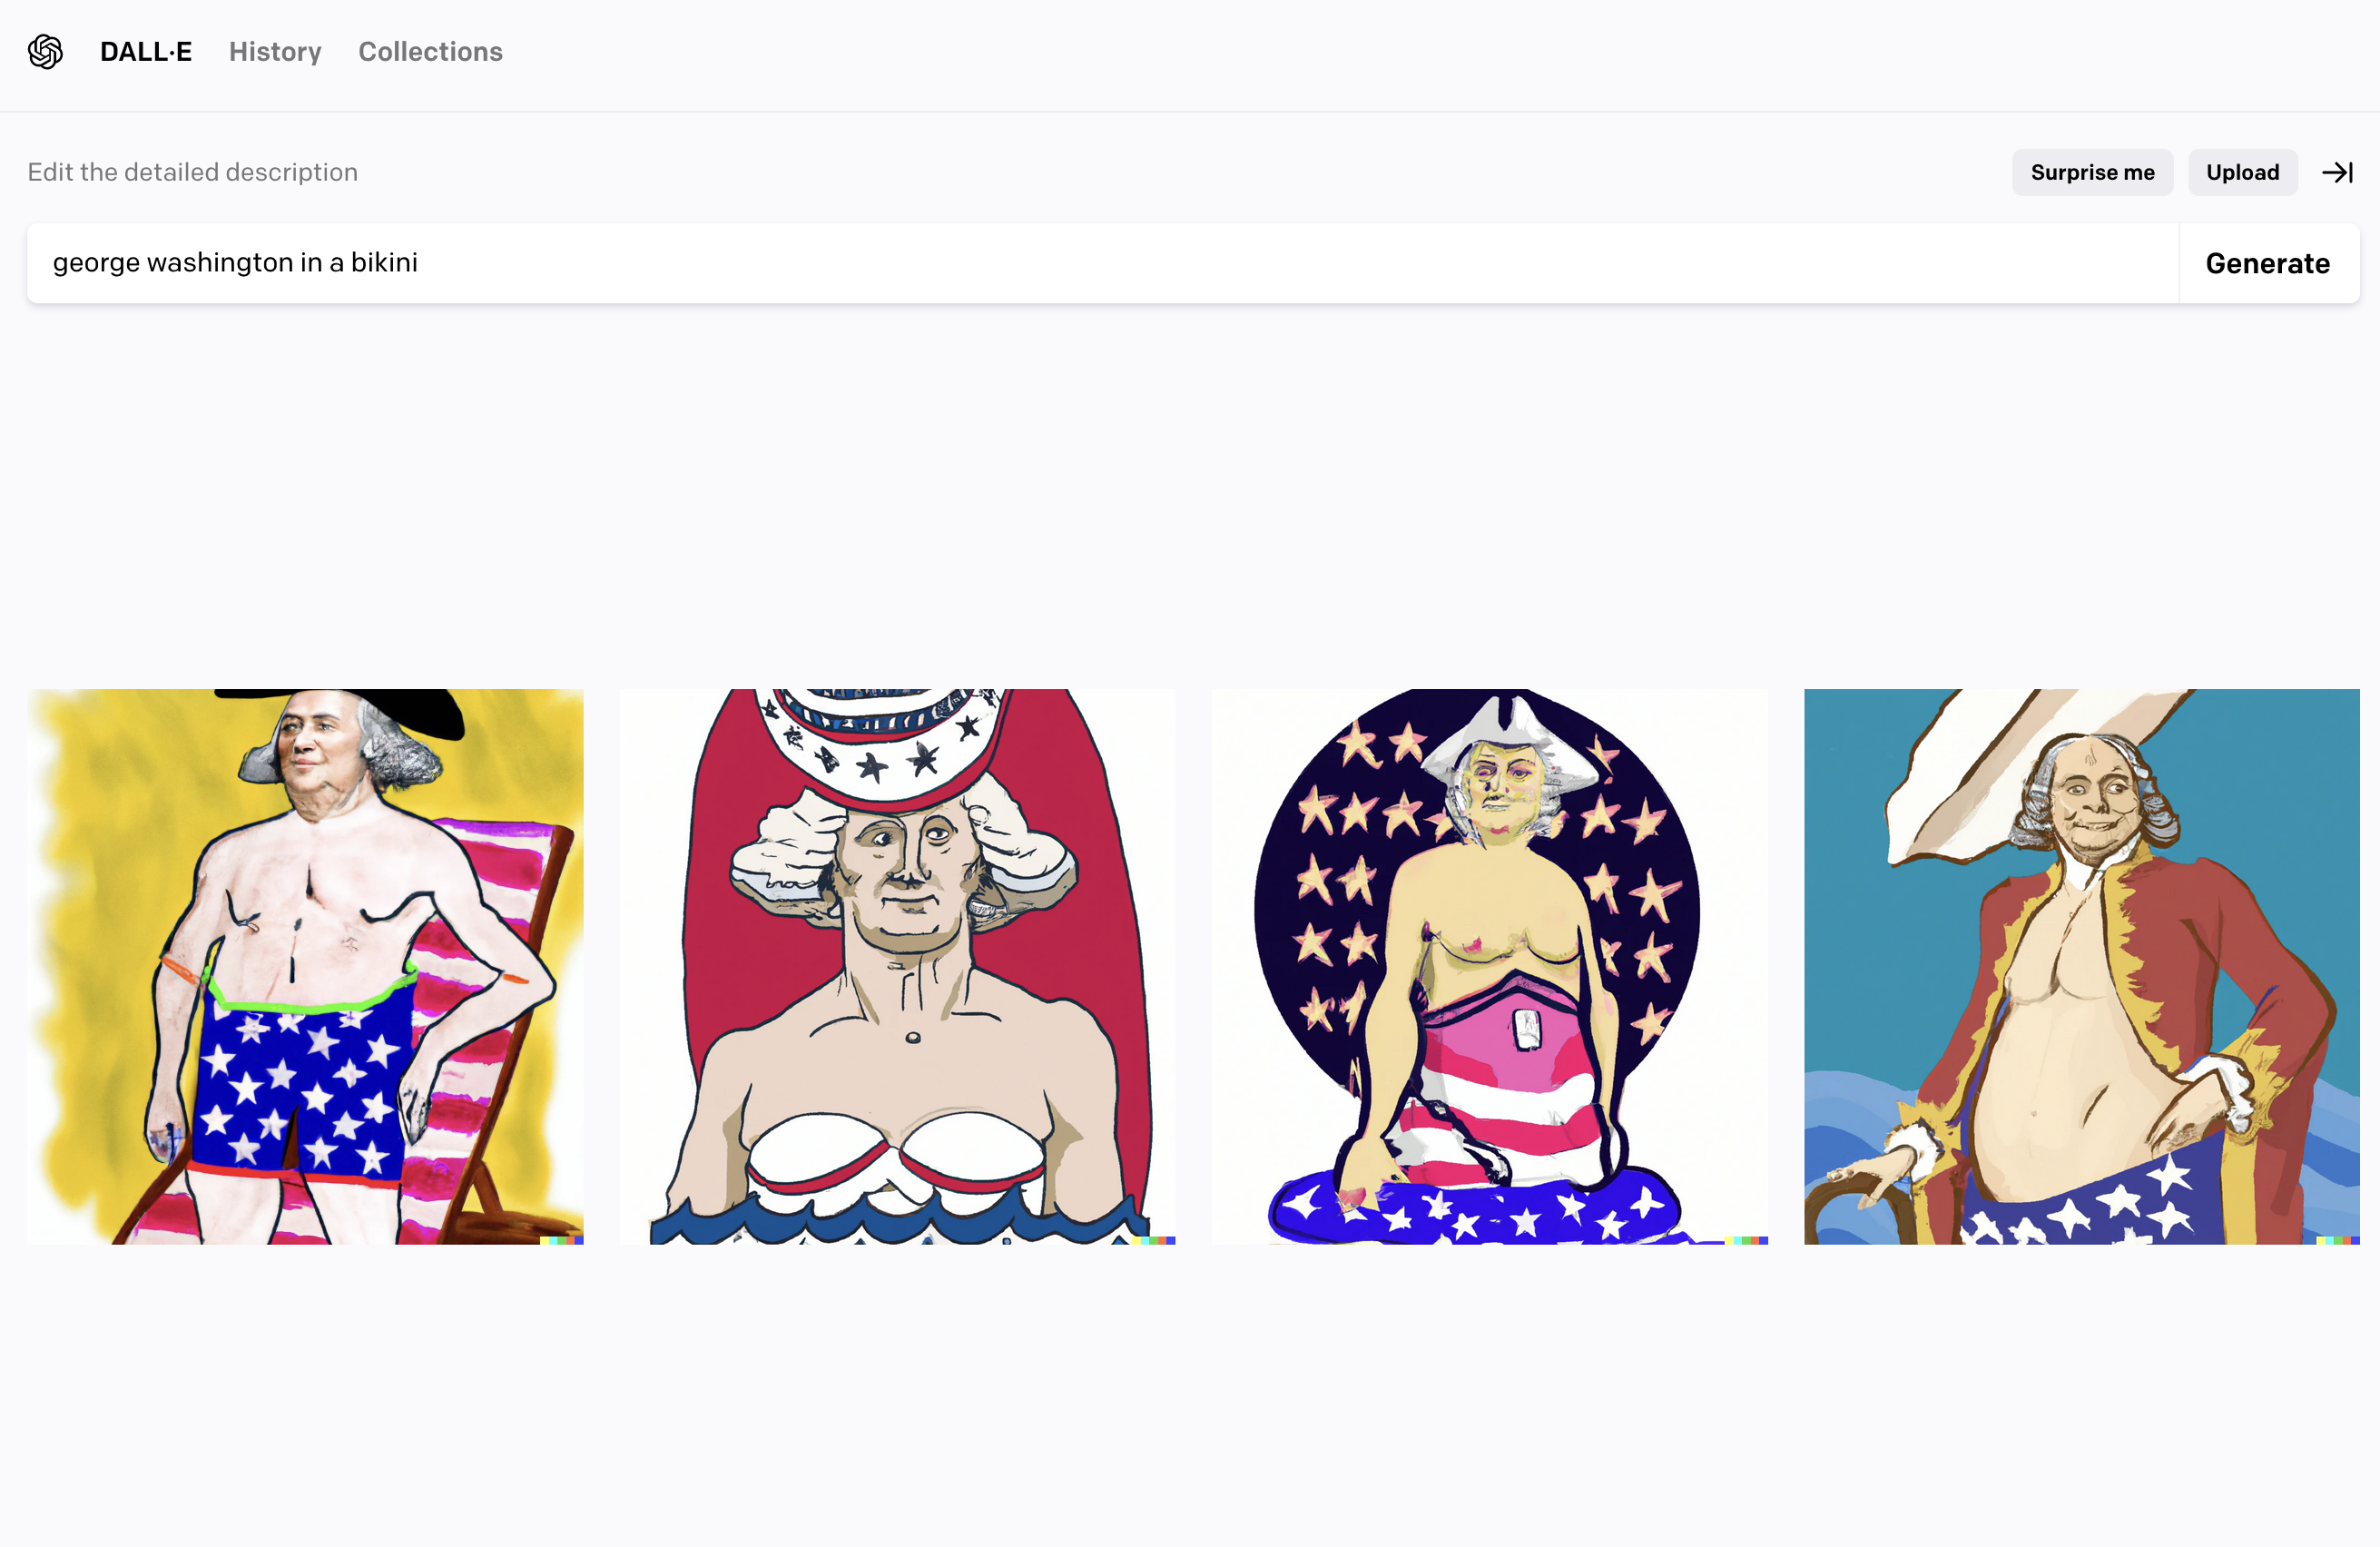 DALL·E History Collections
Edit the detailed description
Surprise me Upload
george washington in a bikini
Generate